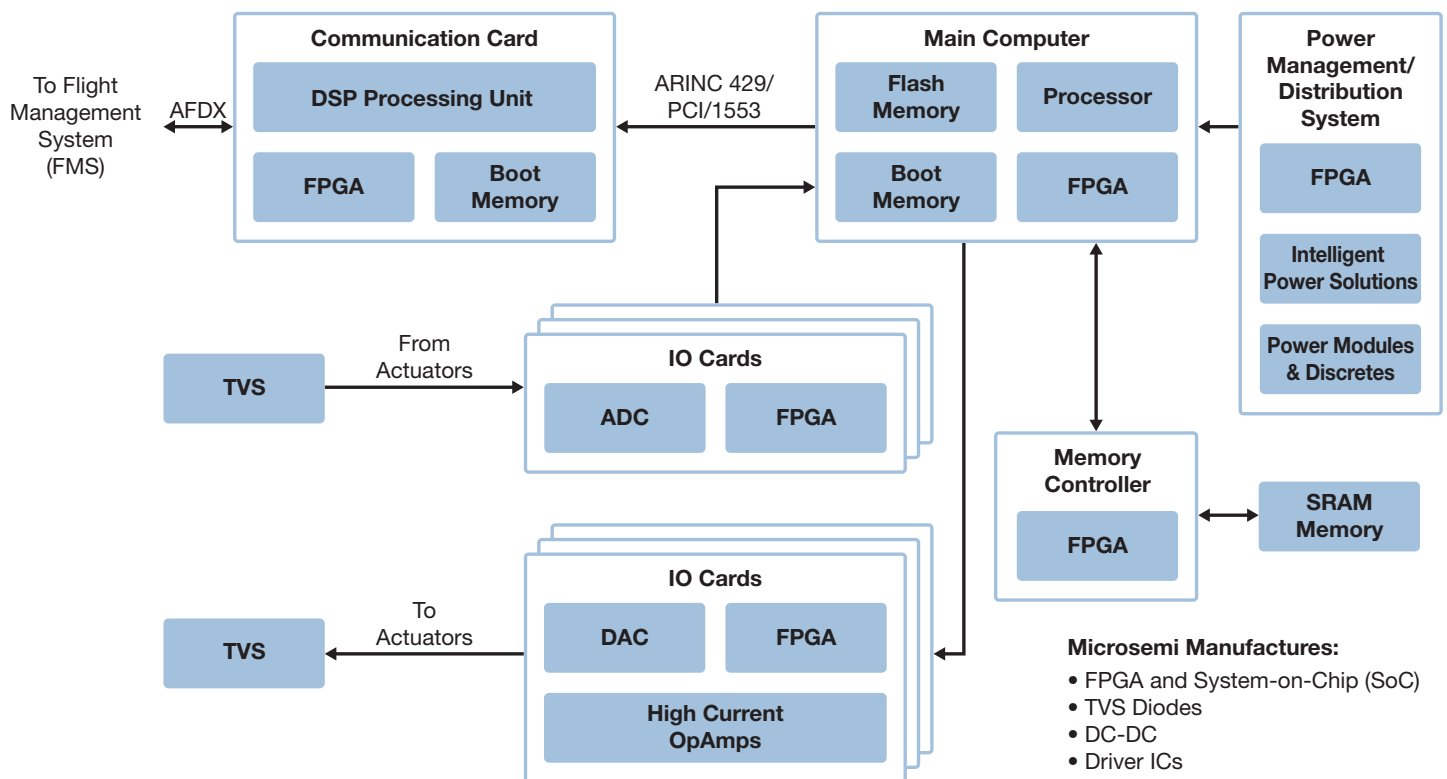 Communication Card
DSP Processing Unit
FPGA
Boot
Memory
To Flight
Management
System
(FMS)
AFDX
ARINC 429/
PCI/1553
Main Computer
Flash
Memory
Processor
Boot
Memory
FPGA
Power
Management/
Distribution
System
FPGA
Intelligent
Power Solutions
Power Modules
& Discretes
TVS
From
Actuators
IO Cards
ADC
FPGA
Memory
Controller
FPGA
SRAM
Memory
TVS
To
Actuators
IO Cards
DAC
FPGA
High Current
OpAmps
Microsemi Manufactures:
• FPGA and System-on-Chip (SoC)
• TVS Diodes
• DC-DC
• Driver ICs